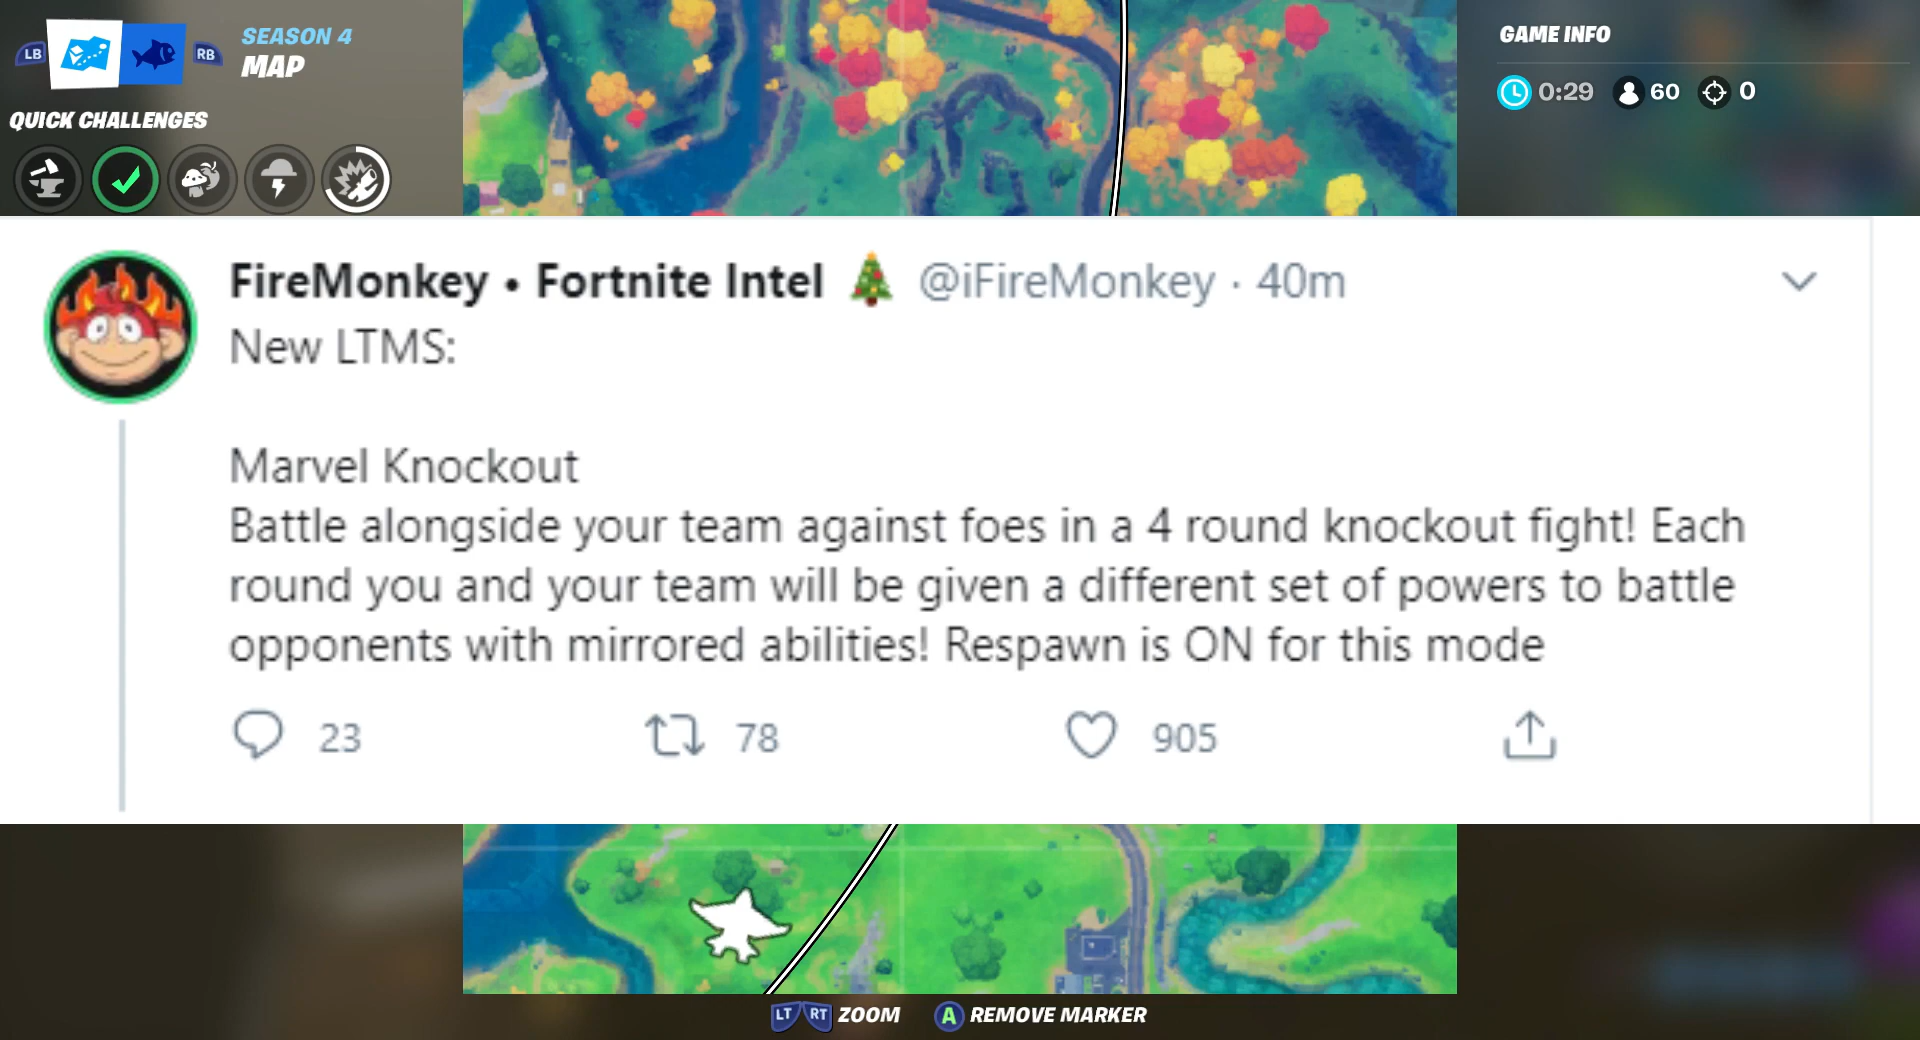 LB RB
SEASON 4
MAP
QUICK CHALLENGES
GAME INFO
0:29 60 0
FireMonkey • Fortnite Intel 🎄 @iFireMonkey · 40m
New LTMS:
Marvel Knockout
Battle alongside your team against foes in a 4 round knockout fight! Each
round you and your team will be given a different set of powers to battle
opponents with mirrored abilities! Respawn is ON for this mode
23 78 905
LT RT ZOOM A REMOVE MARKER